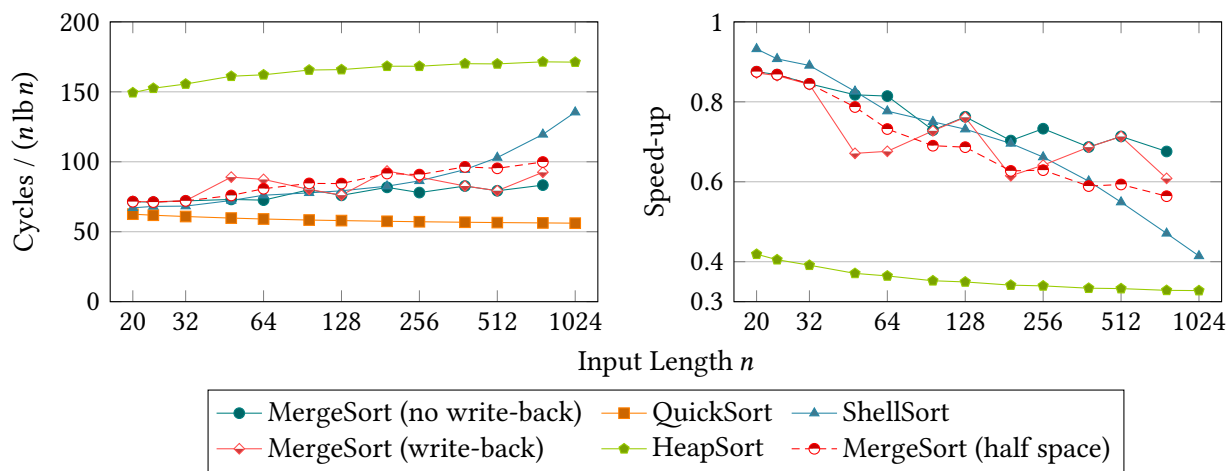 200
150
100
50
0
Cycles / (n lb n)
20 32 64 128 256 512 1024
1
0.8
0.6
0.4
0.3
Speed-up
20 32 64 128 256 512 1024
Input Length n
MergeSort (no write-back) QuickSort ShellSort
MergeSort (write-back) HeapSort MergeSort (half space)